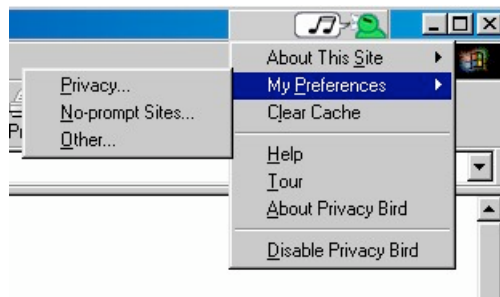 About This Site
My Preferences
Clear Cache
Help
Tour
About Privacy Bird
Disable Privacy Bird
Privacy...
No-prompt Sites...
Other...